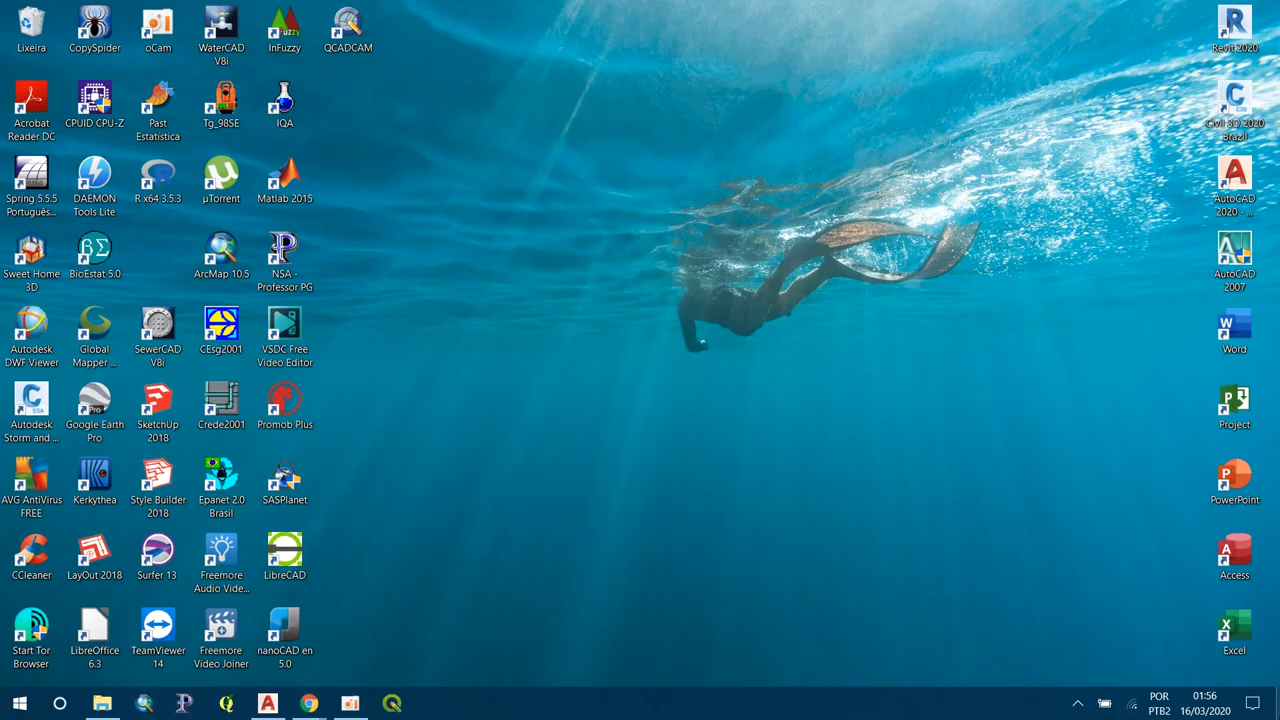 Lixeira
CopySpider
oCam
WaterCAD
V8i
InFuzzy
QCADCAM
Revit 2020
Acrobat
Reader DC
CPUID CPU-Z
Past
Estatística
Tg_98SE
IQA
Civil 3D 2020
Brazil
Spring 5.5.5
Português...
DAEMON
Tools Lite
R x64 3.5.3
µTorrent
Matlab 2015
AutoCAD
2020 - ...
Sweet Home
3D
BioEstat 5.0
ArcMap 10.5
NSA -
Professor PG
AutoCAD
2007
Autodesk
DWF Viewer
Global
Mapper ...
SewerCAD
V8i
CEsg2001
VSDC Free
Video Editor
Word
Autodesk
Storm and ...
Google Earth
Pro
SketchUp
2018
Crede2001
Promob Plus
Project
AVG AntiVirus
FREE
Kerkythea
Style Builder
2018
Epanet 2.0
Brasil
SASPlanet
PowerPoint
CCleaner
LayOut 2018
Surfer 13
Freemore
Audio Vide...
LibreCAD
Access
Start Tor
Browser
LibreOffice
6.3
TeamViewer
14
Freemore
Video Joiner
nanoCAD en
5.0
Excel
POR
PTB2
01:56
16/03/2020